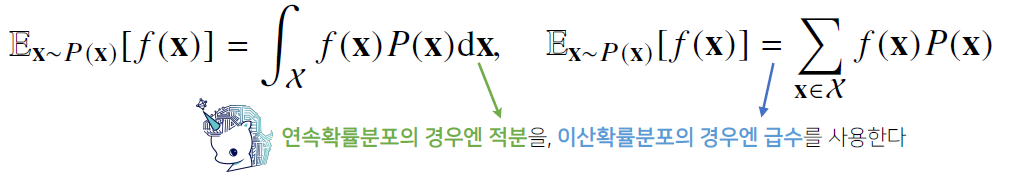 𝔼_{𝐱∼P(𝐱)}[f(𝐱)] = ∫_𝒳 f(𝐱)P(𝐱)d𝐱, 𝔼_{𝐱∼P(𝐱)}[f(𝐱)] = ∑_{𝐱∈𝒳} f(𝐱)P(𝐱)
연속확률분포의 경우엔 적분을, 이산확률분포의 경우엔 급수를 사용한다